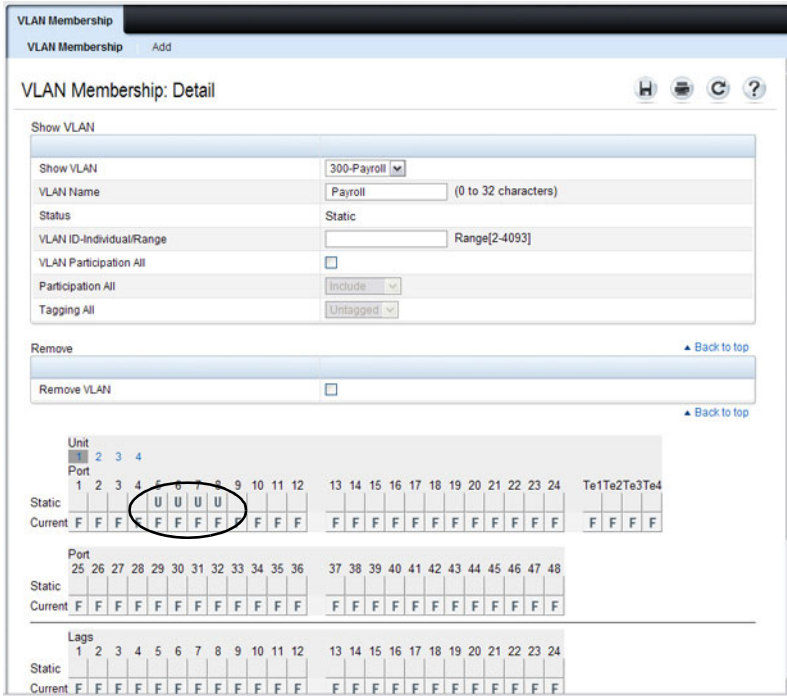 VLAN Membership
VLAN Membership Add
VLAN Membership: Detail
Show VLAN
Show VLAN 300-Payroll
VLAN Name Payroll (0 to 32 characters)
Status Static
VLAN ID-Individual/Range Range[2-4093]
VLAN Participation All
Participation All Include
Tagging All Untagged
Remove ▲ Back to top
Remove VLAN
▲ Back to top
Unit
1 2 3 4
Port
1 2 3 4 5 6 7 8 9 10 11 12 13 14 15 16 17 18 19 20 21 22 23 24 Te1Te2Te3Te4
Static U U U U
Current F F F F F F F F F F F F F F F F F F F F F F F F F F F F
Port
25 26 27 28 29 30 31 32 33 34 35 36 37 38 39 40 41 42 43 44 45 46 47 48
Static
Current F F F F F F F F F F F F F F F F F F F F F F F F
Lags
1 2 3 4 5 6 7 8 9 10 11 12 13 14 15 16 17 18 19 20 21 22 23 24
Static
Current F F F F F F F F F F F F F F F F F F F F F F F F